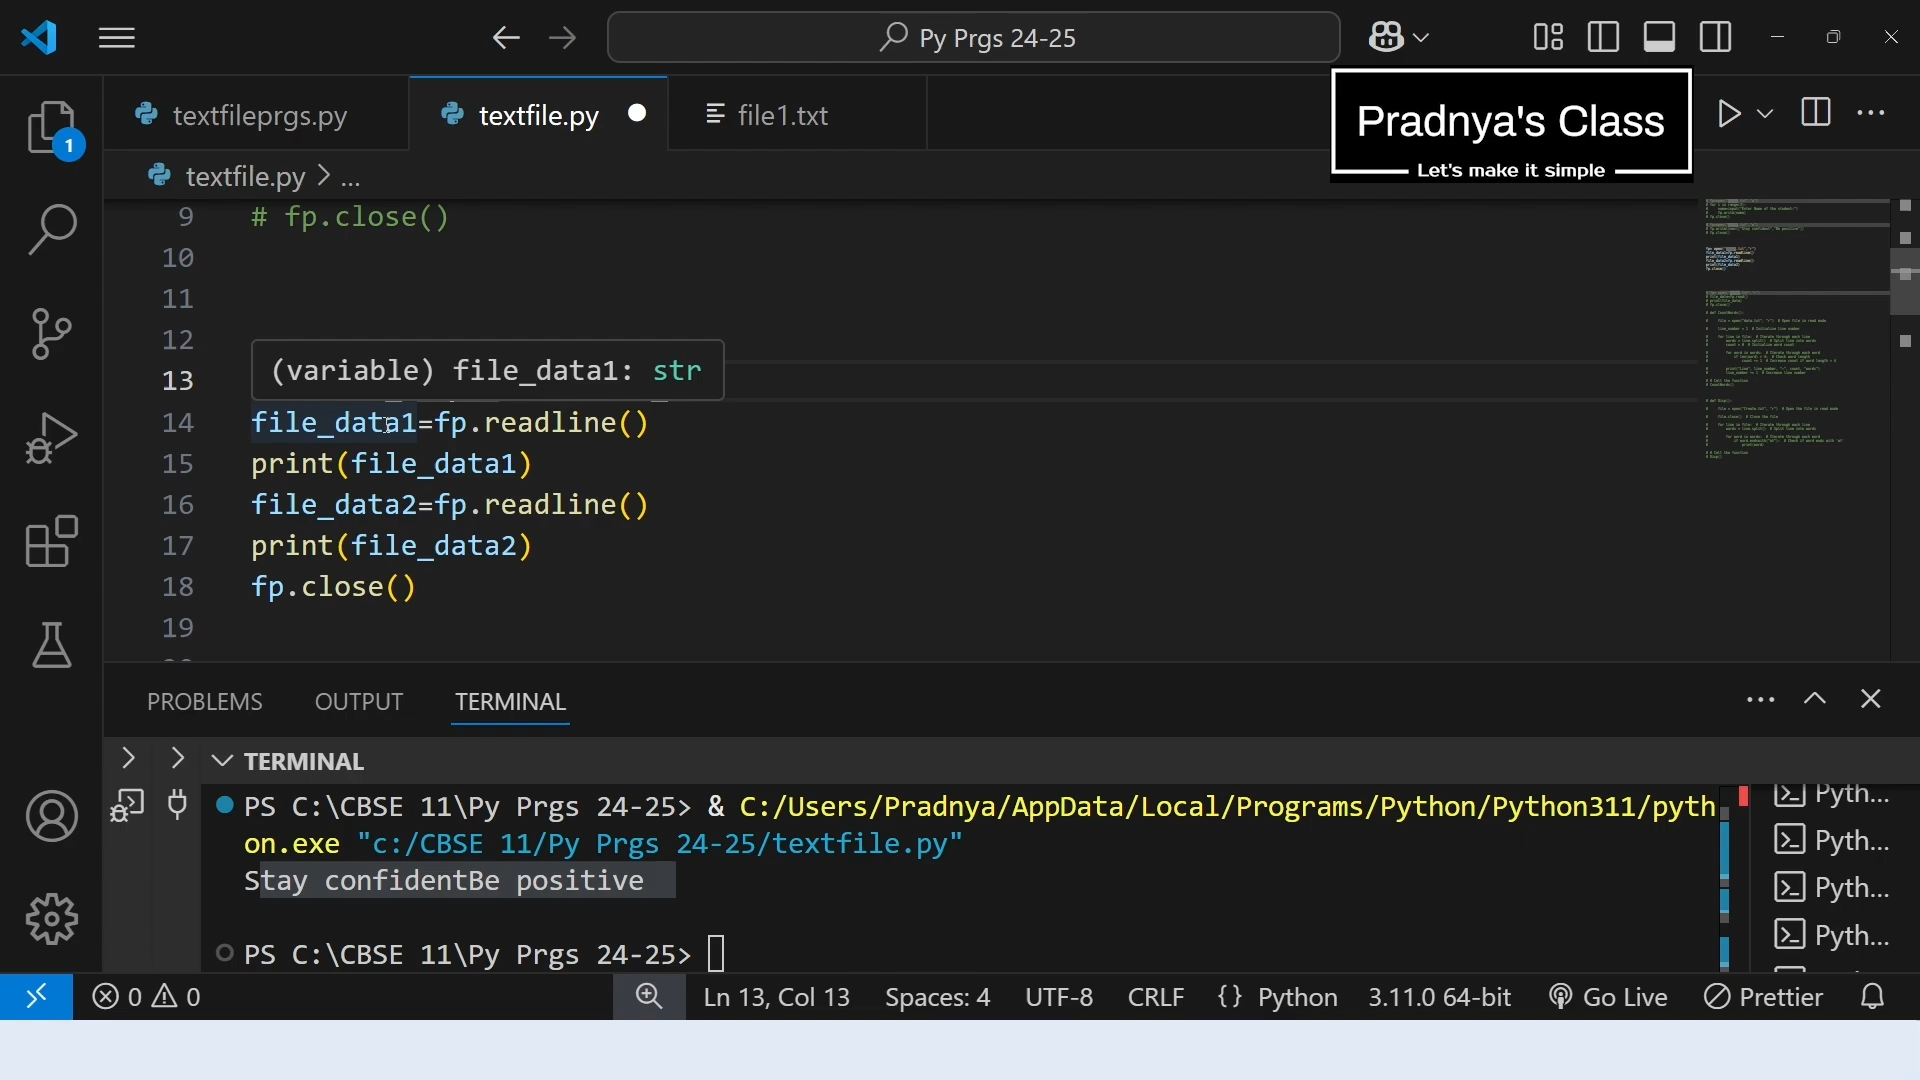 Py Prgs 24-25
textfileprgs.py
textfile.py
file1.txt
Pradnya's Class
Let's make it simple
1
textfile.py > ...
9 # fp.close()
10
11
12
(variable) file_data1: str
13
14 file_data1=fp.readline()
15 print(file_data1)
16 file_data2=fp.readline()
17 print(file_data2)
18 fp.close()
19
PROBLEMS OUTPUT TERMINAL
TERMINAL
PS C:\CBSE 11\Py Prgs 24-25> & C:/Users/Pradnya/AppData/Local/Programs/Python/Python311/pyth
on.exe "c:/CBSE 11/Py Prgs 24-25/textfile.py"
Stay confidentBe positive
PS C:\CBSE 11\Py Prgs 24-25>
Pyth...
Pyth...
Pyth...
Pyth...
0 0 Ln 13, Col 13 Spaces: 4 UTF-8 CRLF {} Python 3.11.0 64-bit Go Live Prettier